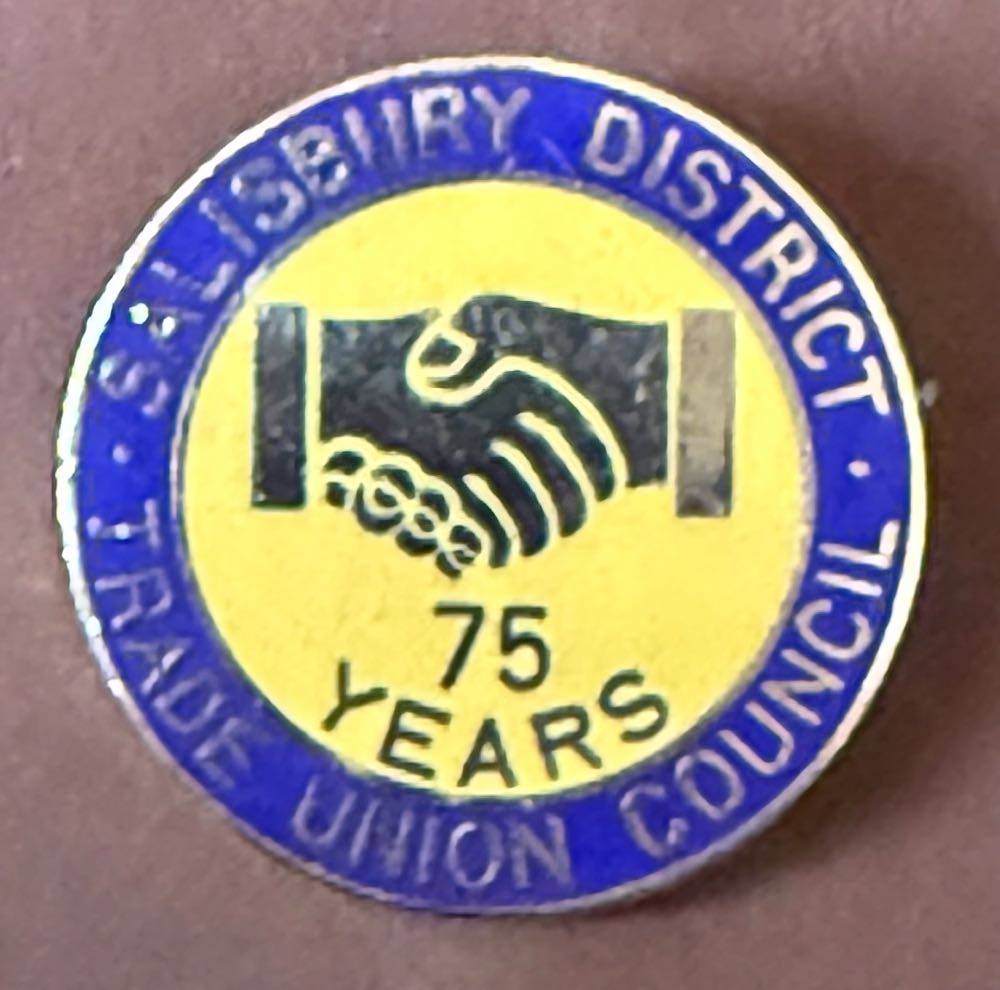 SALISBURY DISTRICT
· TRADE UNION COUNCIL ·
75
YEARS